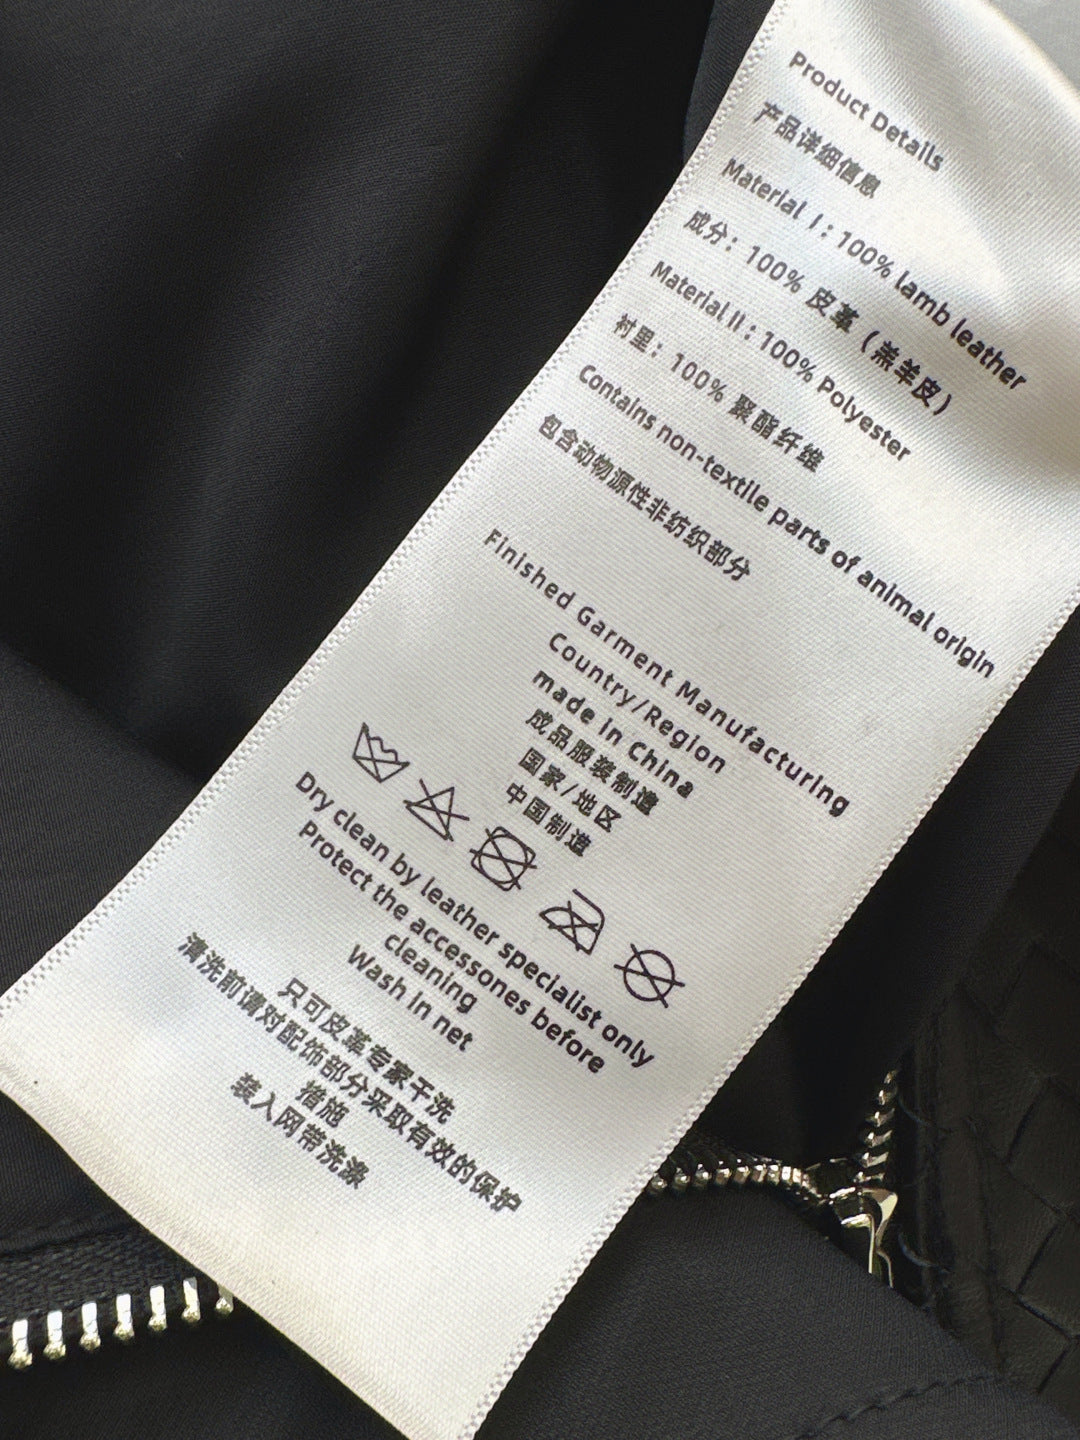 Product Details
产品详细信息
Material Ⅰ：100% lamb leather
成分：100% 皮革（羔羊皮）
Material Ⅱ：100% Polyester
衬里：100% 聚酯纤维
Contains non-textile parts of animal origin
包含动物源性非纺织部分
Finished Garment Manufacturing
Country/Region
made in China
成品服装制造
国家/地区
中国制造
Dry clean by leather specialist only
Protect the accessones before
cleaning
Wash in net
只可皮革专家干洗
清洗前请对配饰部分采取有效的保护
措施
装入网带洗涤